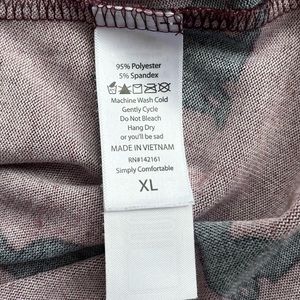 95% Polyester
5% Spandex
Machine Wash Cold
Gently Cycle
Do Not Bleach
Hang Dry
or you'll be sad
MADE IN VIETNAM
RN#142161
Simply Comfortable
XL